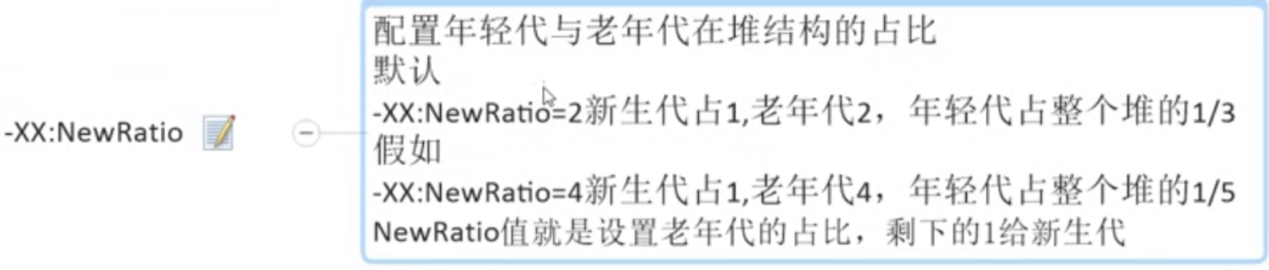 -XX:NewRatio
配置年轻代与老年代在堆结构的占比
默认
-XX:NewRatio=2新生代占1,老年代2，年轻代占整个堆的1/3
假如
-XX:NewRatio=4新生代占1,老年代4，年轻代占整个堆的1/5
NewRatio值就是设置老年代的占比，剩下的1给新生代